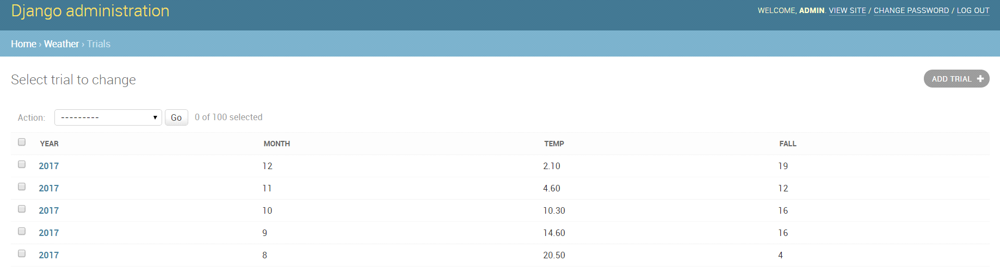 Django administration
WELCOME, ADMIN. VIEW SITE / CHANGE PASSWORD / LOG OUT
Home › Weather › Trials
Select trial to change
ADD TRIAL +
Action: --------- Go 0 of 100 selected
YEAR MONTH TEMP FALL
2017 12 2.10 19
2017 11 4.60 12
2017 10 10.30 16
2017 9 14.60 16
2017 8 20.50 4